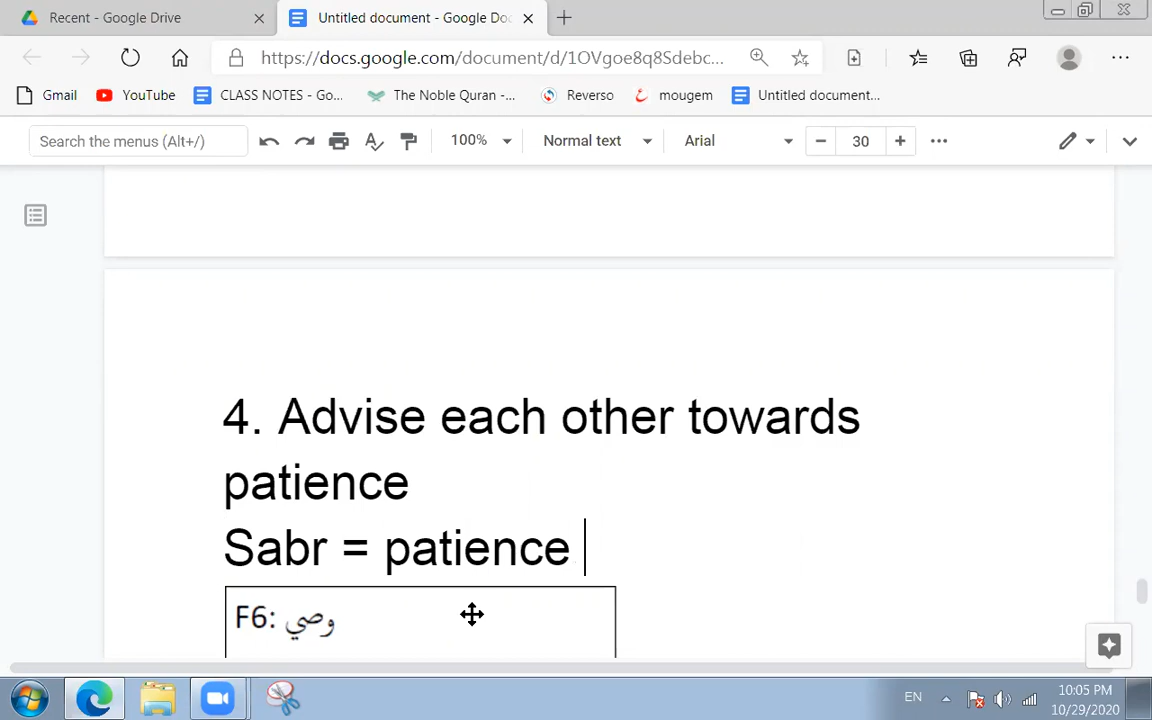 Recent - Google Drive
Untitled document - Google Do
https://docs.google.com/document/d/1OVgoe8q8Sdebc...
Gmail
YouTube
CLASS NOTES - Go...
The Noble Quran -...
Reverso
mougem
Untitled document...
Search the menus (Alt+/)
100%
Normal text
Arial
30
4. Advise each other towards
patience
Sabr = patience
F6: وصي
EN
10:05 PM
10/29/2020